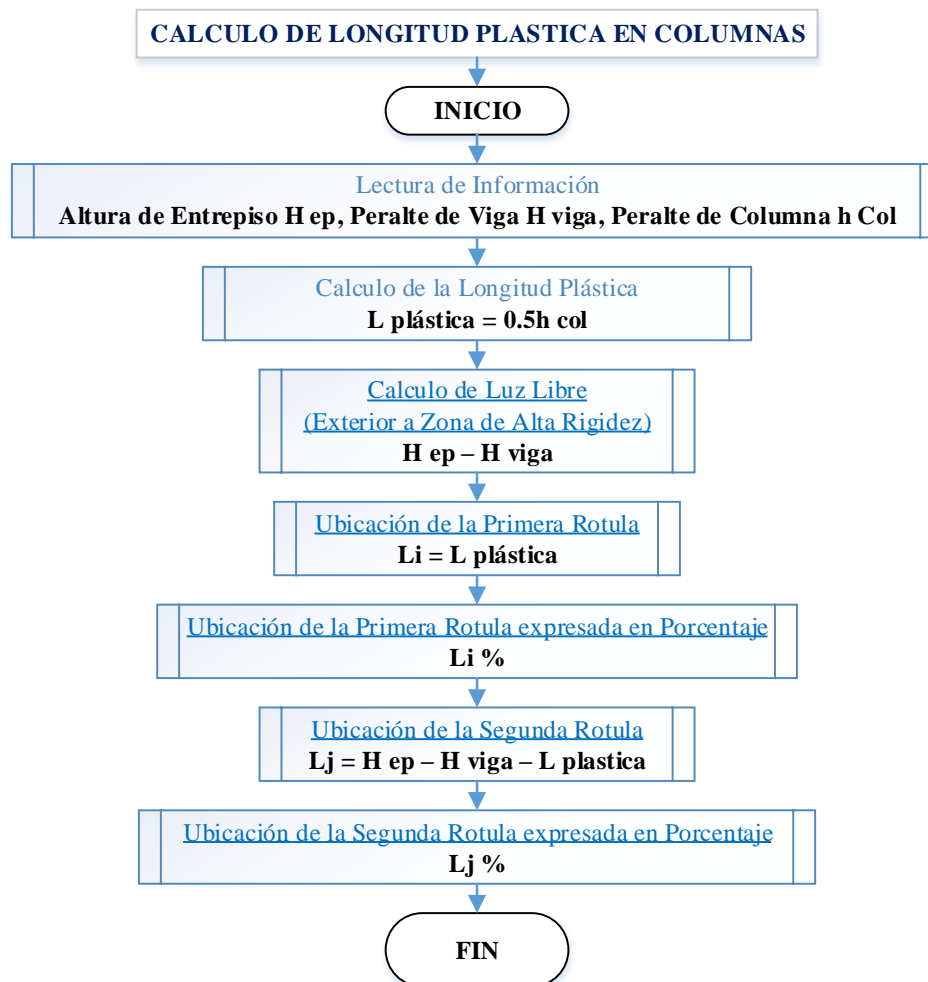 CALCULO DE LONGITUD PLASTICA EN COLUMNAS
INICIO
Lectura de Información
Altura de Entrepiso H ep, Peralte de Viga H viga, Peralte de Columna h Col
Calculo de la Longitud Plástica
L plástica = 0.5h col
Calculo de Luz Libre
(Exterior a Zona de Alta Rigidez)
H ep – H viga
Ubicación de la Primera Rotula
Li = L plástica
Ubicación de la Primera Rotula expresada en Porcentaje
Li %
Ubicación de la Segunda Rotula
Lj = H ep – H viga – L plastica
Ubicación de la Segunda Rotula expresada en Porcentaje
Lj %
FIN